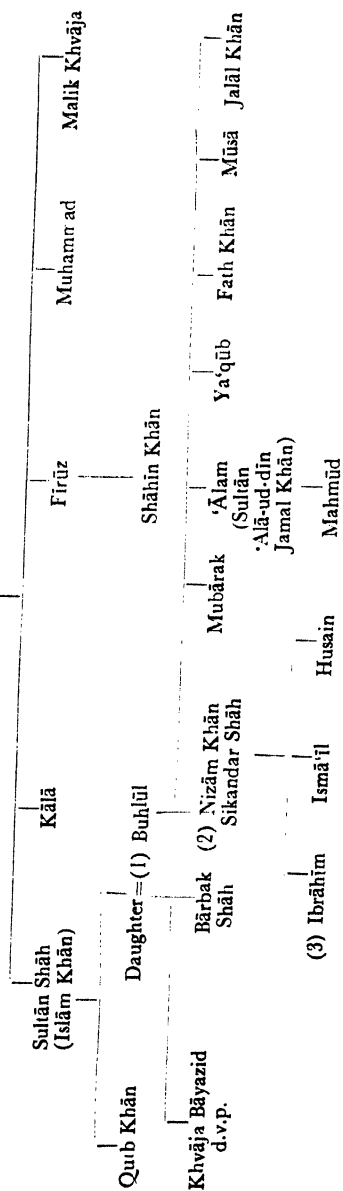 Sultān Shāh
(Islām Khān)
Kālā
Fīrūz
Muhammad
Malik Khvāja
Qutb Khān
Daughter = (1) Buhlūl
Shāhin Khān
Khvāja Bāyazid
d.v.p.
Bārbak
Shāh
(2) Nizām Khān
Sikandar Shāh
Mubārak
‘Ālam
(Sultān
‘Alā-ud-dīn
Jamal Khān)
Ya‘qūb
Fath Khān
Mūsā
Jalāl Khān
(3) Ibrāhīm
Ismā‘īl
Husain
Mahmūd